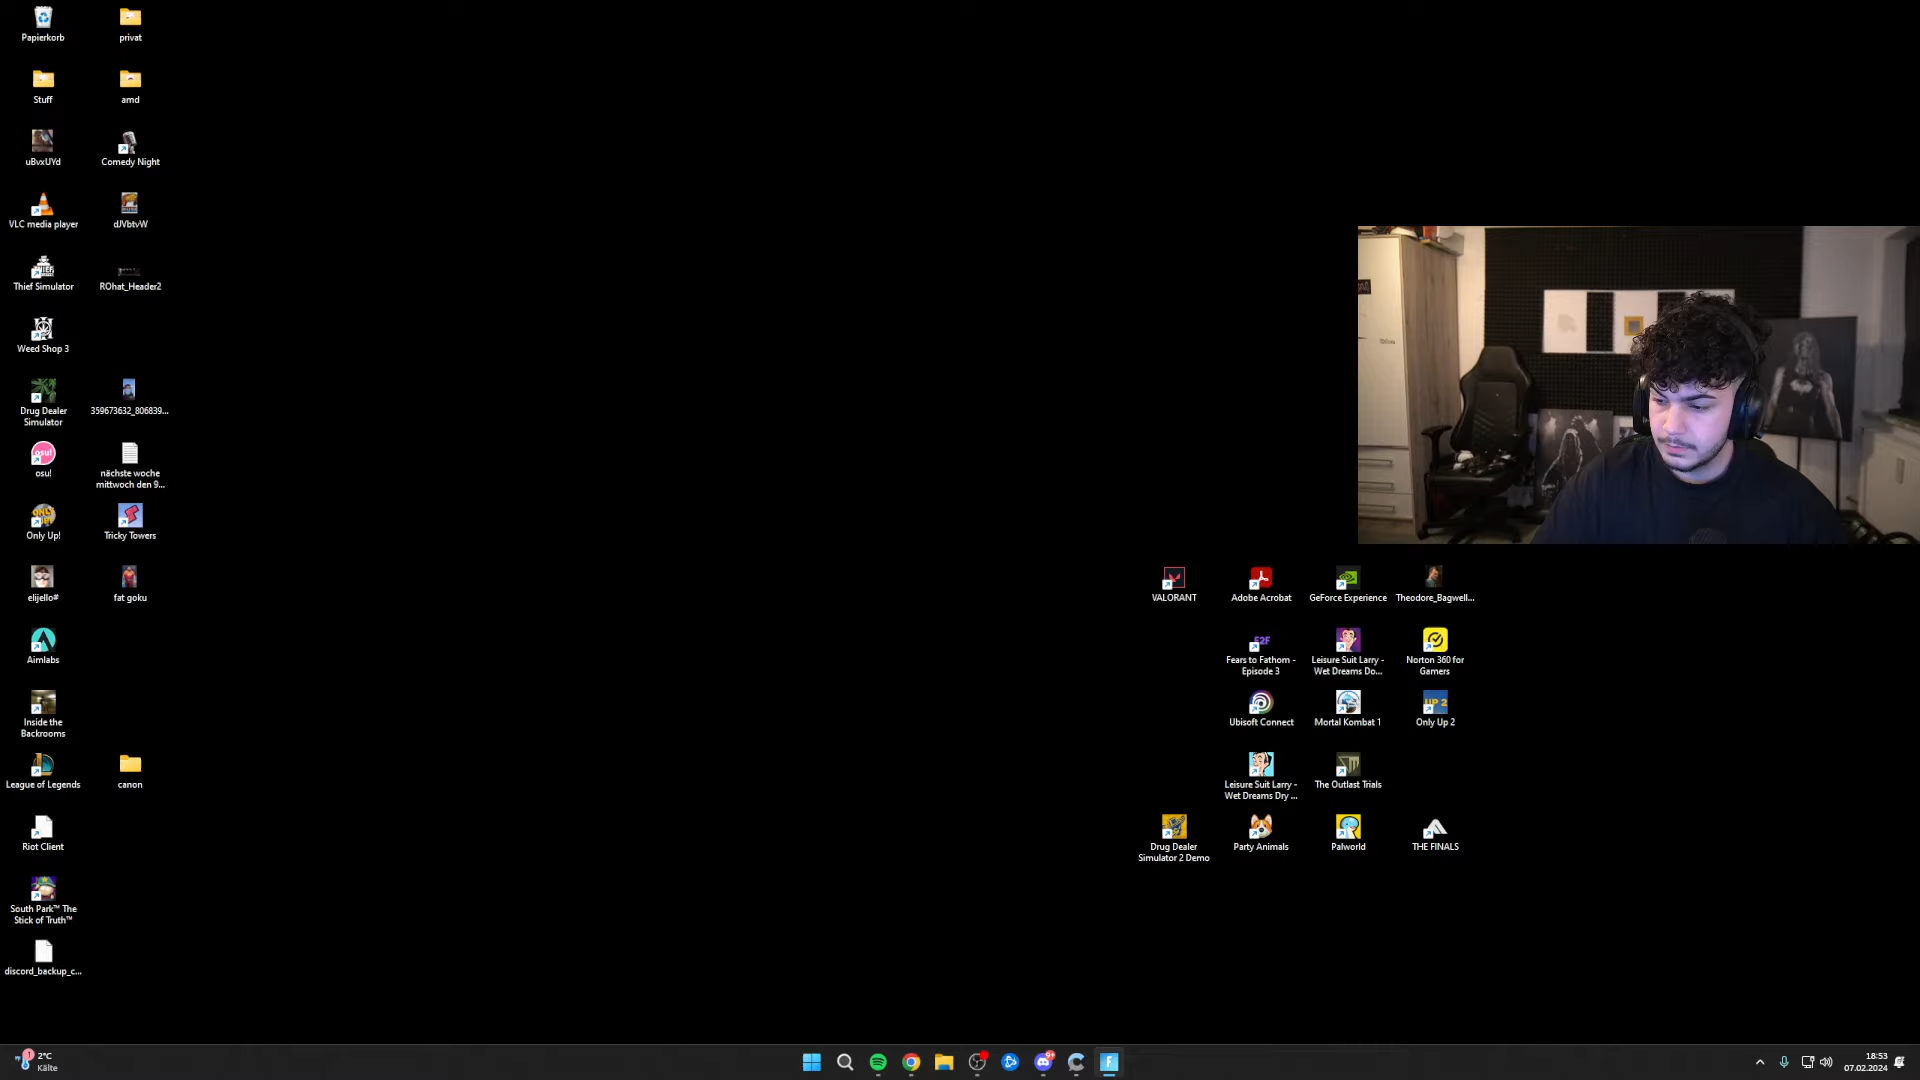 Papierkorb
privat
Stuff
amd
uBvxUYd
Comedy Night
VLC media player
dJVbtvW
Thief Simulator
ROhat_Header2
Weed Shop 3
Drug Dealer
Simulator
359673632_806839...
osu!
nächste woche
mittwoch den 9...
Only Up!
Tricky Towers
elijello#
fat goku
Aimlabs
Inside the
Backrooms
League of Legends
canon
Riot Client
South Park™ The
Stick of Truth™
discord_backup_c...
VALORANT
Adobe Acrobat
GeForce Experience
Theodore_Bagwell...
Fears to Fathom -
Episode 3
Leisure Suit Larry -
Wet Dreams Do...
Norton 360 for
Gamers
Ubisoft Connect
Mortal Kombat 1
Only Up 2
Leisure Suit Larry -
Wet Dreams Dry ...
The Outlast Trials
Drug Dealer
Simulator 2 Demo
Party Animals
Palworld
THE FINALS
1
2°C
Kälte
18:53
07.02.2024